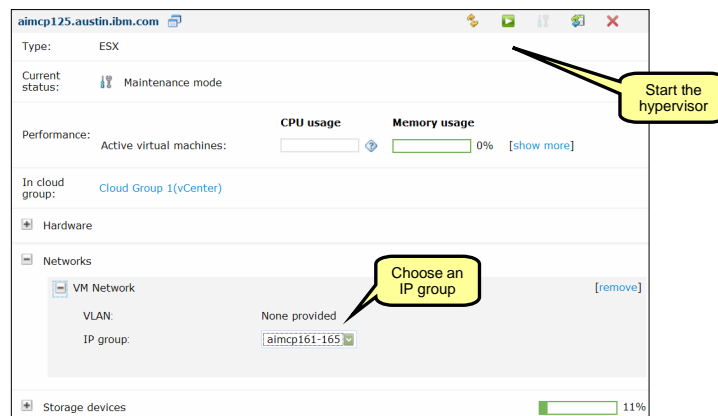 aimcp125.austin.ibm.com
Type: ESX
Current status: Maintenance mode
Start the hypervisor
CPU usage Memory usage
Performance: Active virtual machines: 0% [show more]
In cloud group: Cloud Group 1(vCenter)
Hardware
Networks
Choose an IP group
VM Network [remove]
VLAN: None provided
IP group: aimcp161-165
Storage devices 11%